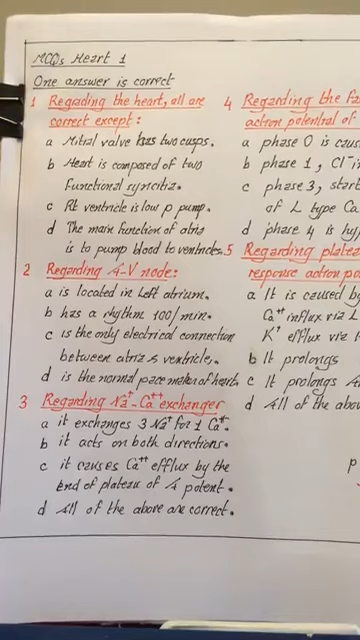 MCQs Heart 1
One answer is correct
1 Regarding the heart, all are
correct except:
a Mitral valve has two cusps.
b Heart is composed of two
Functional syncitia.
c Rt ventricle is low p pump.
d The main function of atria
is to pump blood to ventricles.
2 Regarding A-V node:
a is located in left atrium.
b has a rhythm 100/min.
c is the only electrical connection
between atria & ventricle.
d is the normal pace maker of heart.
3 Regarding Na⁺-Ca⁺⁺ exchanger
a it exchanges 3 Na⁺ for 1 Ca⁺⁺.
b it acts on both directions.
c it causes Ca⁺⁺ efflux by the
end of plateau of A potent.
d All of the above are correct.
4 Regarding the fa
action potential of
a phase 0 is caus
b phase 1, Cl⁻ i
c phase 3, star
of L type Ca
d phase 4 is
5 Regarding platea
response action po
a It is caused by
Ca⁺⁺ influx via L
K⁺ efflux via
b It prolongs
c It prolongs A
d All of the abov
p